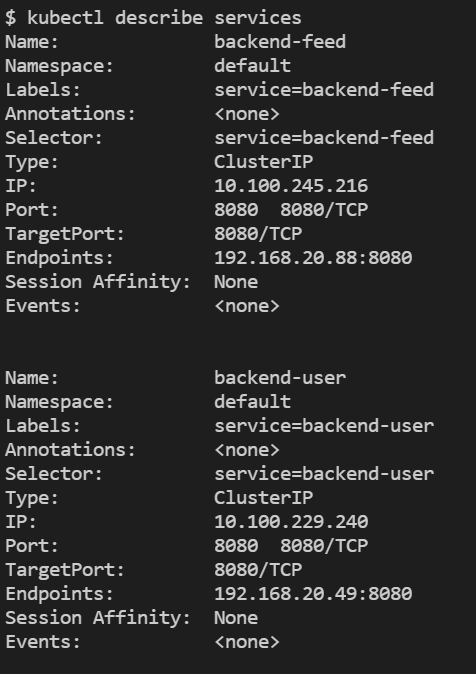 $ kubectl describe services
Name:              backend-feed
Namespace:         default
Labels:            service=backend-feed
Annotations:       <none>
Selector:          service=backend-feed
Type:              ClusterIP
IP:                10.100.245.216
Port:              8080  8080/TCP
TargetPort:        8080/TCP
Endpoints:         192.168.20.88:8080
Session Affinity:  None
Events:            <none>
Name:              backend-user
Namespace:         default
Labels:            service=backend-user
Annotations:       <none>
Selector:          service=backend-user
Type:              ClusterIP
IP:                10.100.229.240
Port:              8080  8080/TCP
TargetPort:        8080/TCP
Endpoints:         192.168.20.49:8080
Session Affinity:  None
Events:            <none>